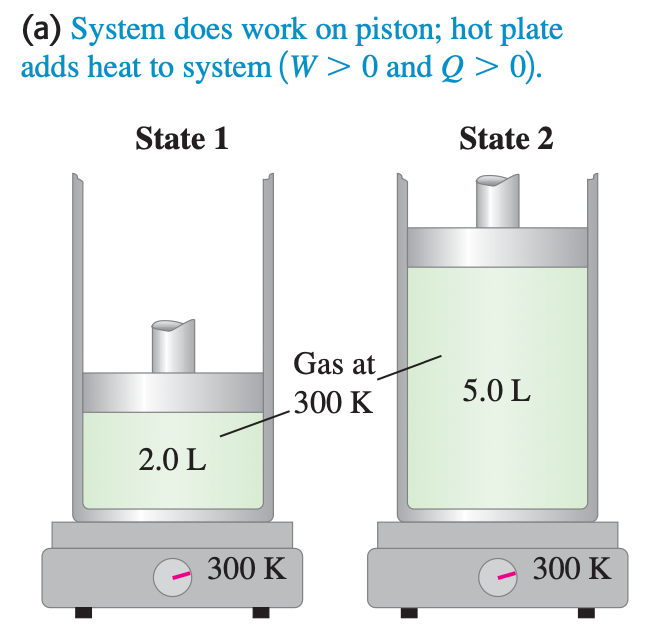 (a) System does work on piston; hot plate
adds heat to system (W > 0 and Q > 0).
State 1
State 2
Gas at
300 K
2.0 L
5.0 L
300 K
300 K